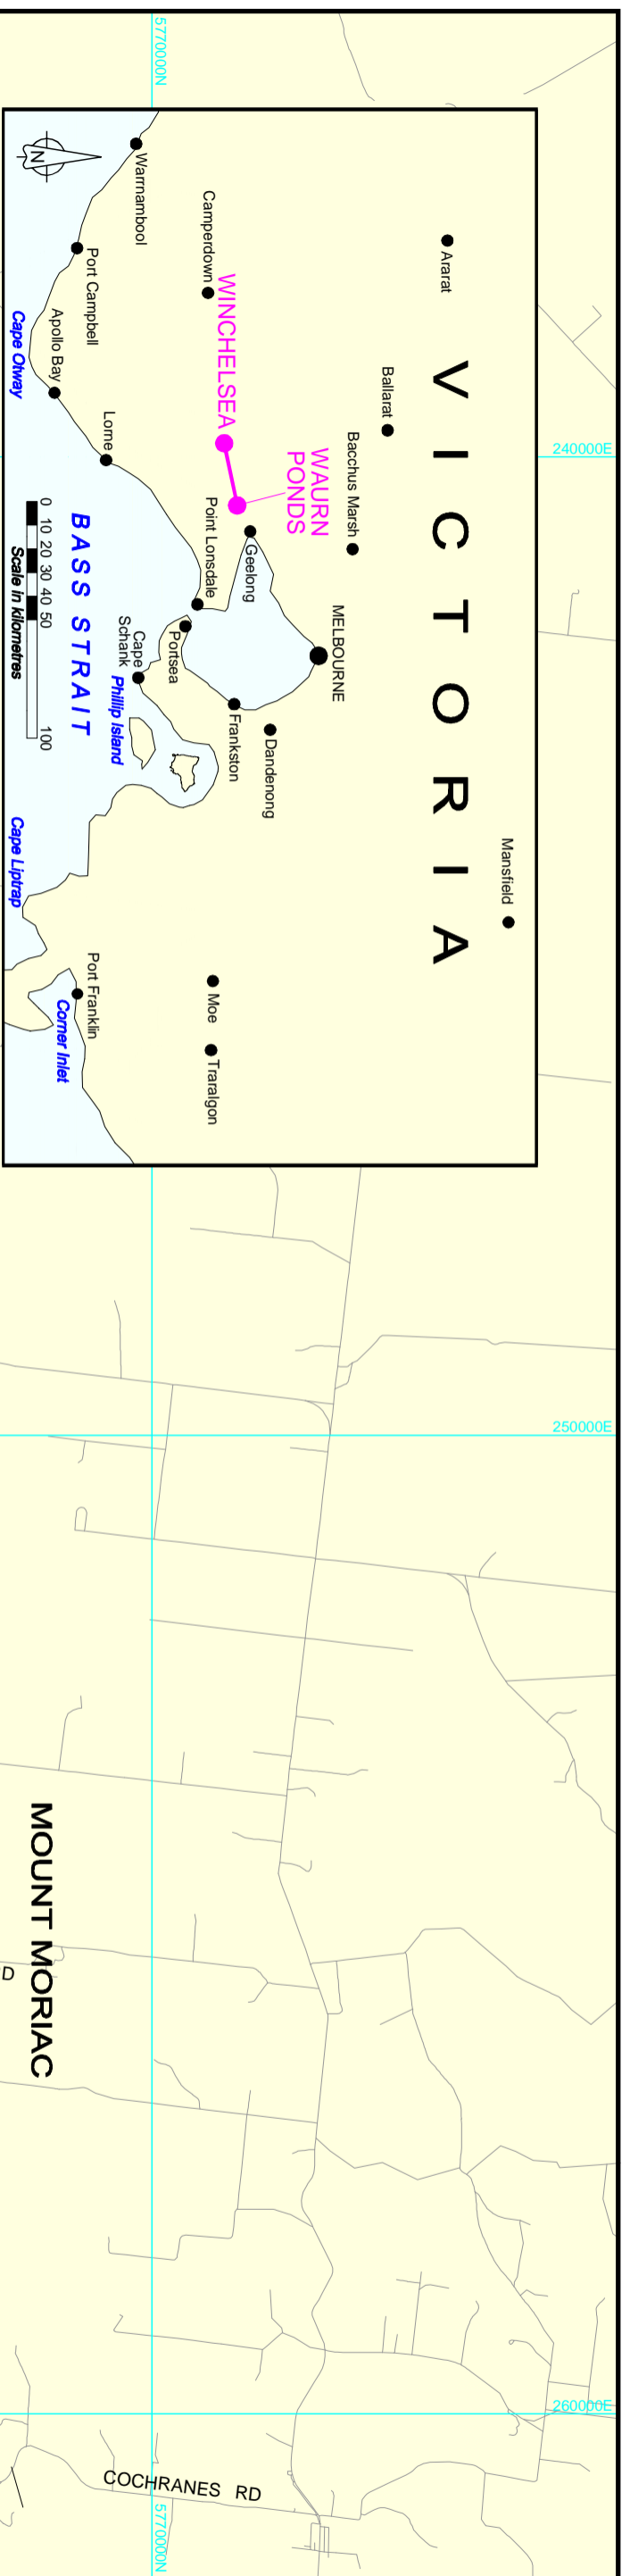 5770000N
240000E
250000E
260000E
V I C T O R I A
Mansfield
Ararat
Ballarat
Bacchus Marsh
MELBOURNE
WAURN
PONDS
Dandenong
Geelong
Frankston
WINCHELSEA
Camperdown
Point Lonsdale
Moe
Traralgon
Portsea
Cape
Schank
Phillip Island
Warrnambool
Port Campbell
Lorne
Apollo Bay
Cape Otway
BASS STRAIT
Port Franklin
Corner Inlet
Cape Liptrap
0 10 20 30 40 50 100
Scale in kilometres
N
MOUNT MORIAC
RD
COCHRANES RD
5770000N